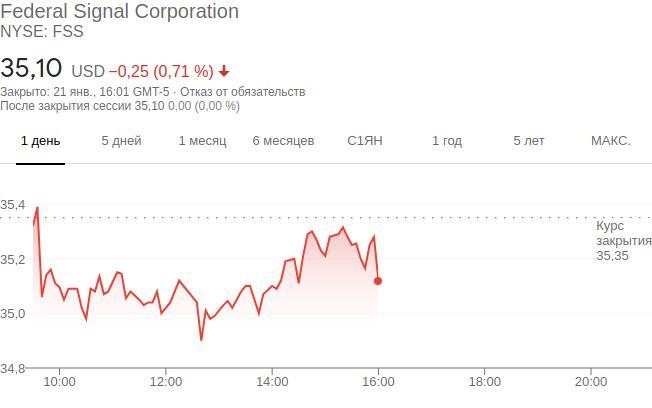 Federal Signal Corporation
NYSE: FSS
35,10 USD −0,25 (0,71 %)
Закрыто: 21 янв., 16:01 GMT-5 · Отказ от обязательств
После закрытия сессии 35,10 0,00 (0,00 %)
1 день 5 дней 1 месяц 6 месяцев С1ЯН 1 год 5 лет МАКС.
35,4
Курс
закрытия
35,35
35,2
35,0
34,8
10:00 12:00 14:00 16:00 18:00 20:00